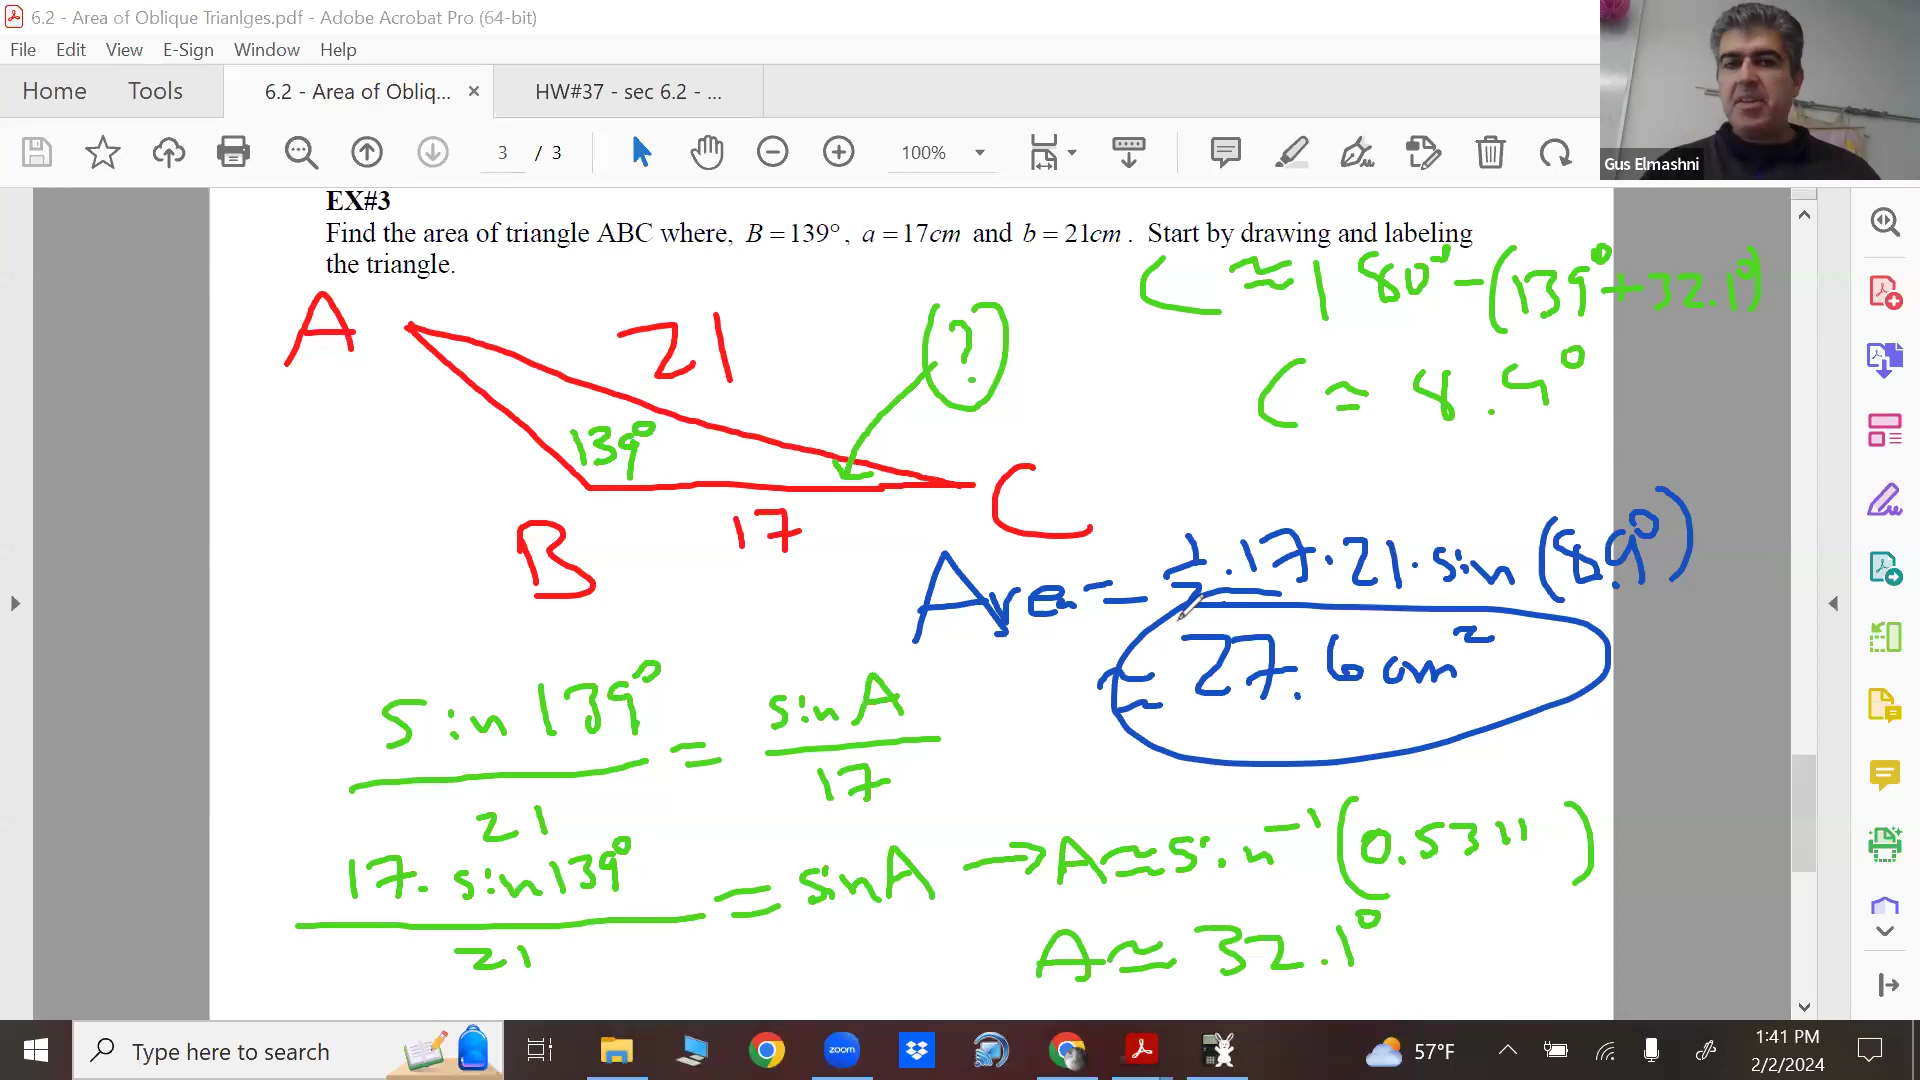 6.2 - Area of Oblique Trianlges.pdf - Adobe Acrobat Pro (64-bit)
File Edit View E-Sign Window Help
Home Tools 6.2 - Area of Obliq... × HW#37 - sec 6.2 - ...
3 / 3 100%
Gus Elmashni
EX#3
Find the area of triangle ABC where, B = 139°, a = 17cm and b = 21cm. Start by drawing and labeling
the triangle.
C ≈ 180° - (139° + 32.1°)
A 21 (?)
C ≈ 8.9°
139°
B 17 C
Area = 1/2 · 17 · 21 · sin (8.9°)
≈ 27.6 cm²
sin 139° / 21 = sin A / 17
17 · sin 139° / 21 = sin A → A ≈ sin⁻¹ (0.5311)
A ≈ 32.1°
Type here to search zoom 57°F 1:41 PM
2/2/2024